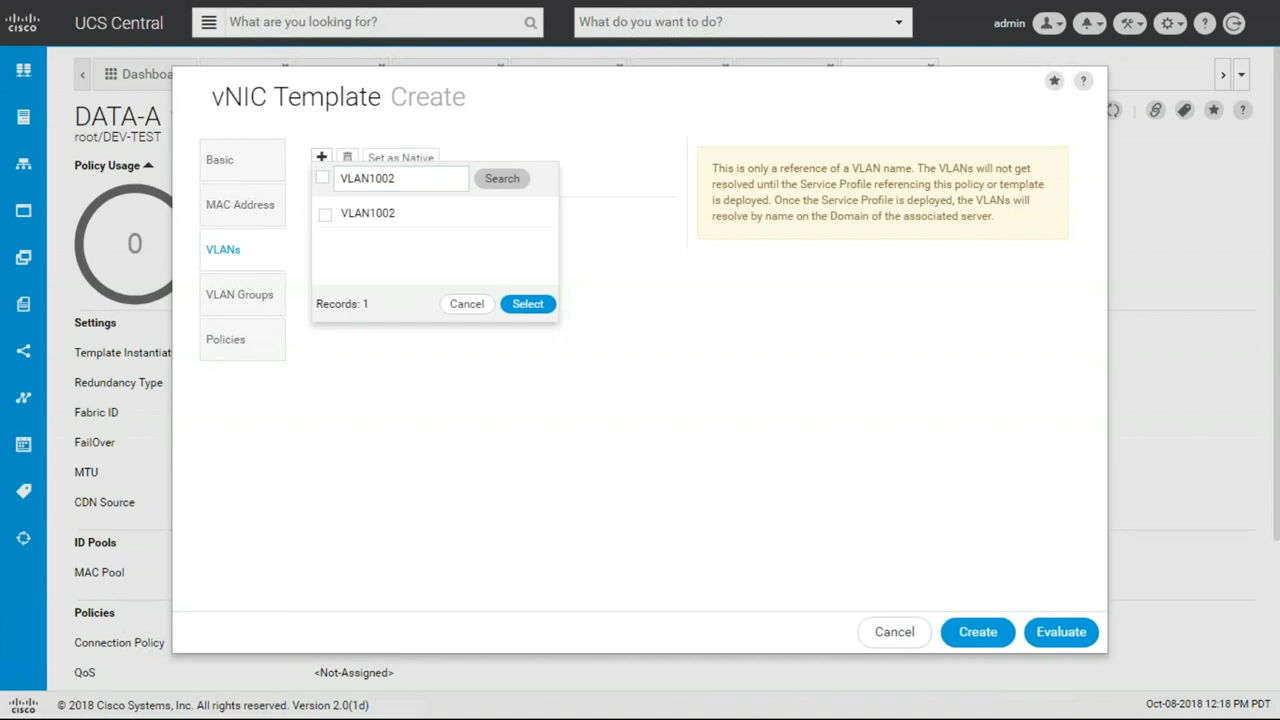 CISCO UCS Central What are you looking for? What do you want to do? admin
Dashboa
vNIC Template Create
DATA-A
root/DEV-TEST
Policy Usage
0
Settings
Template Instantiat
Redundancy Type
Fabric ID
FailOver
MTU
CDN Source
ID Pools
MAC Pool
Policies
Connection Policy
QoS <Not-Assigned>
Basic
MAC Address
VLANs
VLAN Groups
Policies
Set as Native
VLAN1002 Search
VLAN1002
Records: 1 Cancel Select
This is only a reference of a VLAN name. The VLANs will not get
resolved until the Service Profile referencing this policy or template
is deployed. Once the Service Profile is deployed, the VLANs will
resolve by name on the Domain of the associated server.
Cancel Create Evaluate
CISCO © 2018 Cisco Systems, Inc. All rights reserved. Version 2.0(1d) Oct-08-2018 12:18 PM PDT